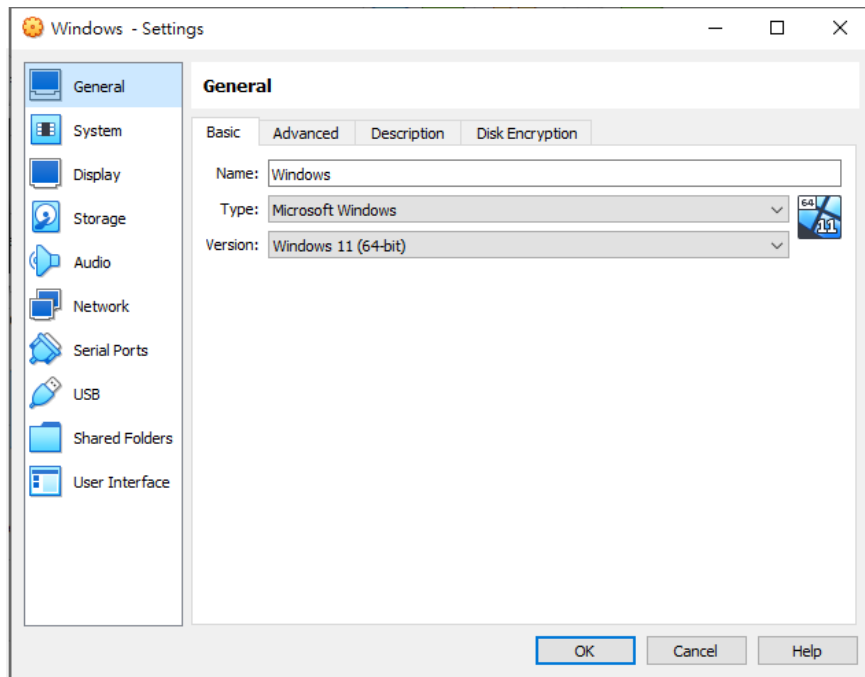 Windows - Settings
General
System
Display
Storage
Audio
Network
Serial Ports
USB
Shared Folders
User Interface
General
Basic Advanced Description Disk Encryption
Name: Windows
Type: Microsoft Windows
64
11
Version: Windows 11 (64-bit)
OK Cancel Help